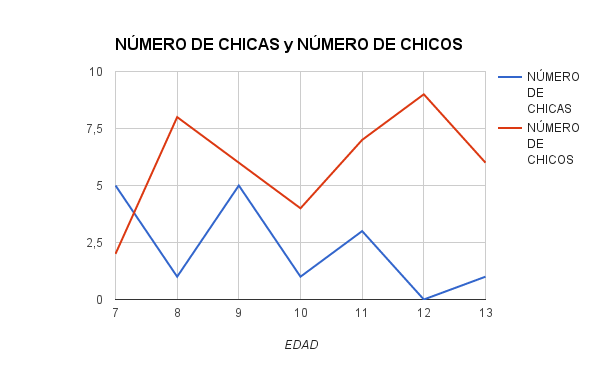 NÚMERO DE CHICAS y NÚMERO DE CHICOS
10
7,5
5
2,5
0
7 8 9 10 11 12 13
EDAD
NÚMERO
DE
CHICAS
NÚMERO
DE
CHICOS